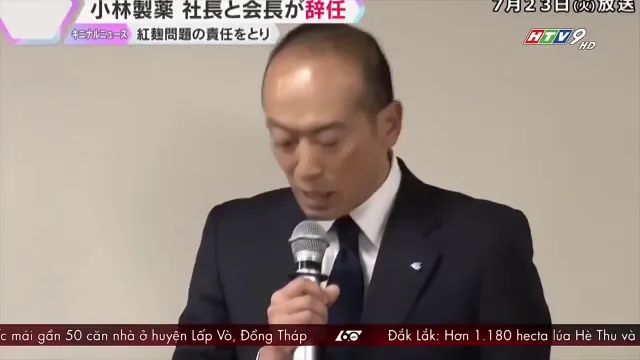 小林製薬 社長と会長が辞任
7月23日(火)放送
キニナルニュース 紅麹問題の責任をとり
HTV9 HD
ốc mái gần 50 căn nhà ở huyện Lấp Vò, Đồng Tháp
60 Đắk Lắk: Hơn 1.180 hecta lúa Hè Thu và